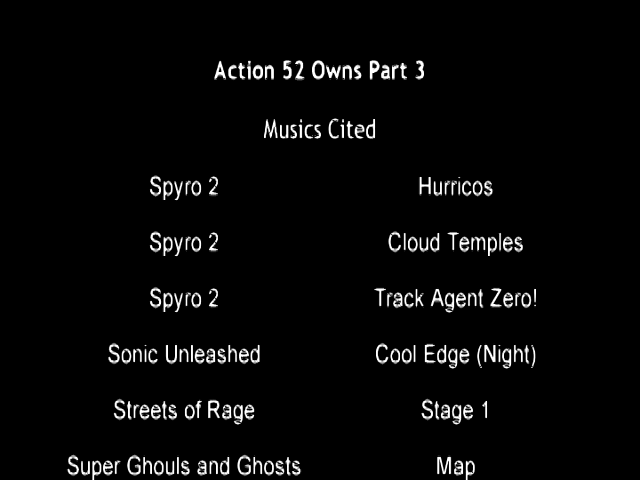 Action 52 Owns Part 3
Musics Cited
Spyro 2 Hurricos
Spyro 2 Cloud Temples
Spyro 2 Track Agent Zero!
Sonic Unleashed Cool Edge (Night)
Streets of Rage Stage 1
Super Ghouls and Ghosts Map